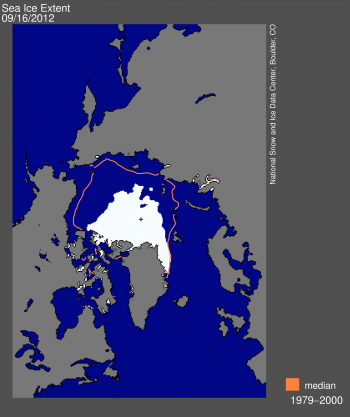 Sea Ice Extent
09/16/2012
National Snow and Ice Data Center, Boulder, CO
median
1979–2000